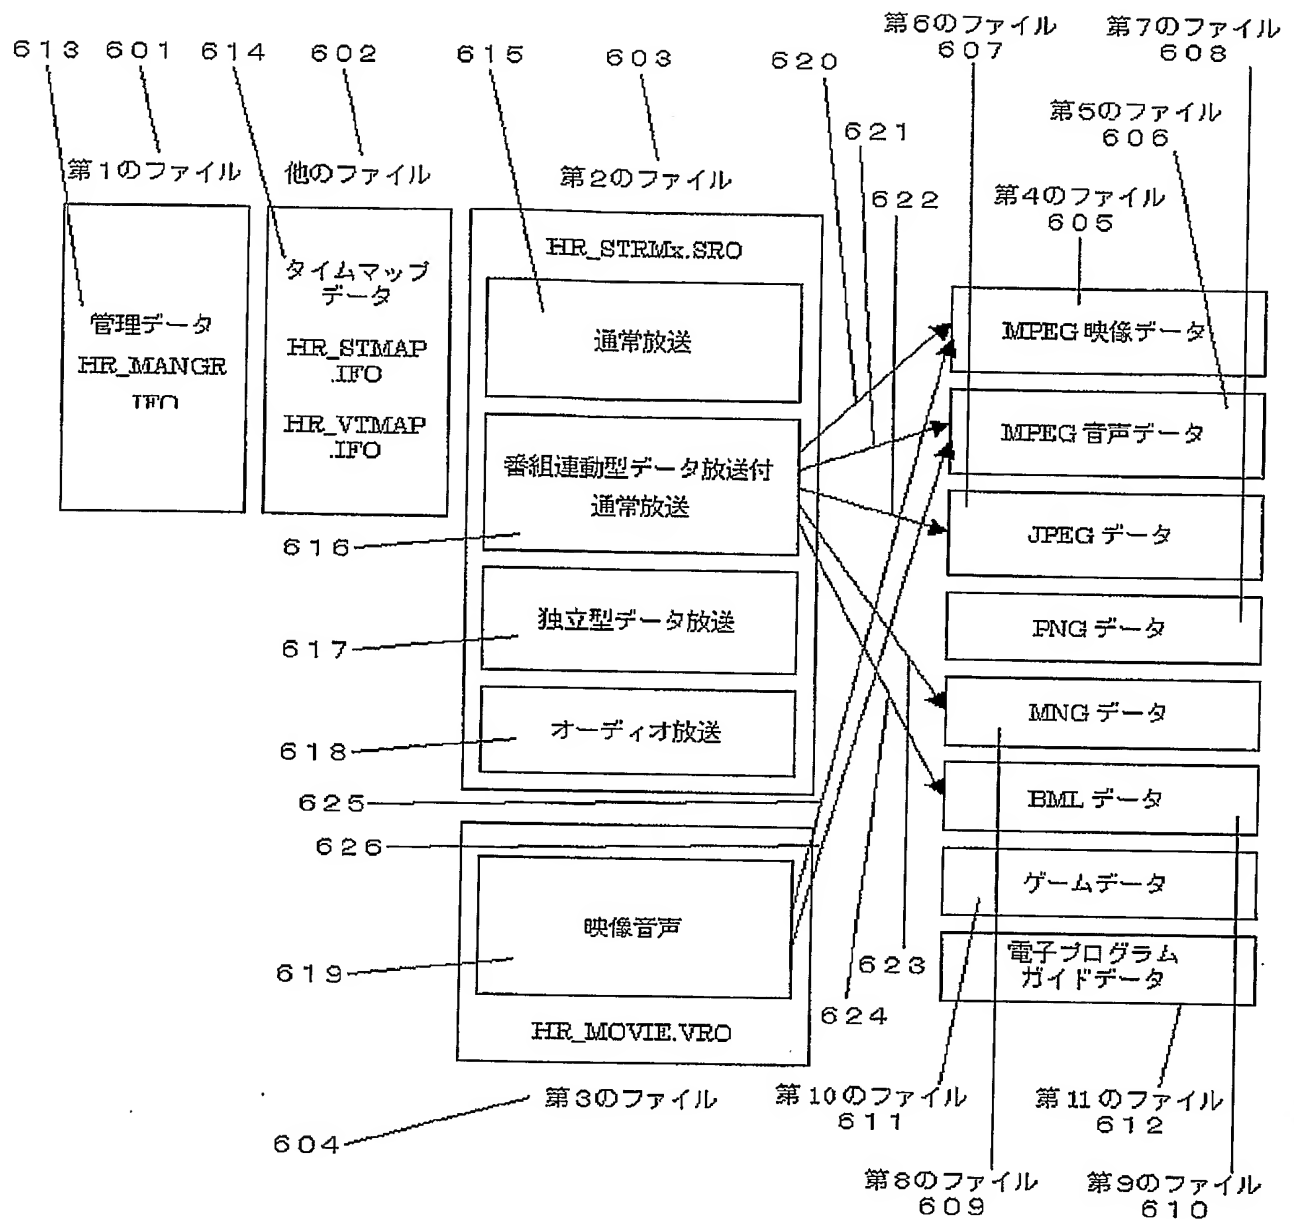 第6のファイル
607
第7のファイル
608
613
601
614
602
615
603
620
621
622
第5のファイル
606
第4のファイル
605
第1のファイル
他のファイル
第2のファイル
管理データ
HR_MANGR
.IFO
タイムマップ
データ
HR_STMAP
.IFO
HR_VTMAP
.IFO
HR_STRMx.SRO
通常放送
番組連動型データ放送付
通常放送
独立型データ放送
オーディオ放送
616
617
618
625
626
映像音声
619
HR_MOVIE.VRO
第3のファイル
604
MPEG 映像データ
MPEG 音声データ
JPEG データ
PNG データ
MNG データ
BML データ
ゲームデータ
電子プログラム
ガイドデータ
623
624
第10のファイル
611
第11のファイル
612
第8のファイル
609
第9のファイル
610